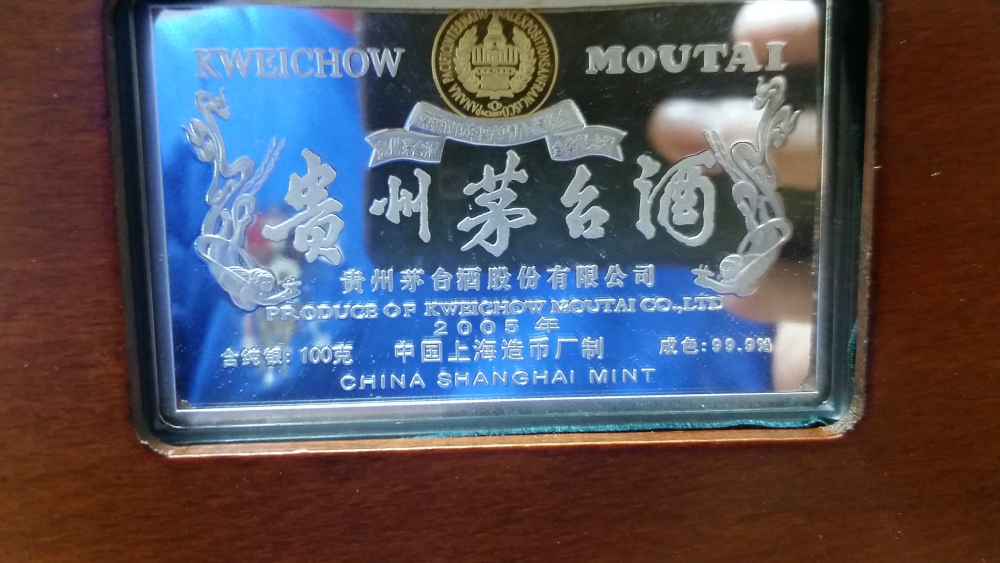 KWEICHOW MOUTAI
贵州茅台酒
贵州茅台酒股份有限公司
PRODUCE OF KWEICHOW MOUTAI CO.,LTD
2005年
含纯银:100克 中国上海造币厂制 成色:99.9%
CHINA SHANGHAI MINT